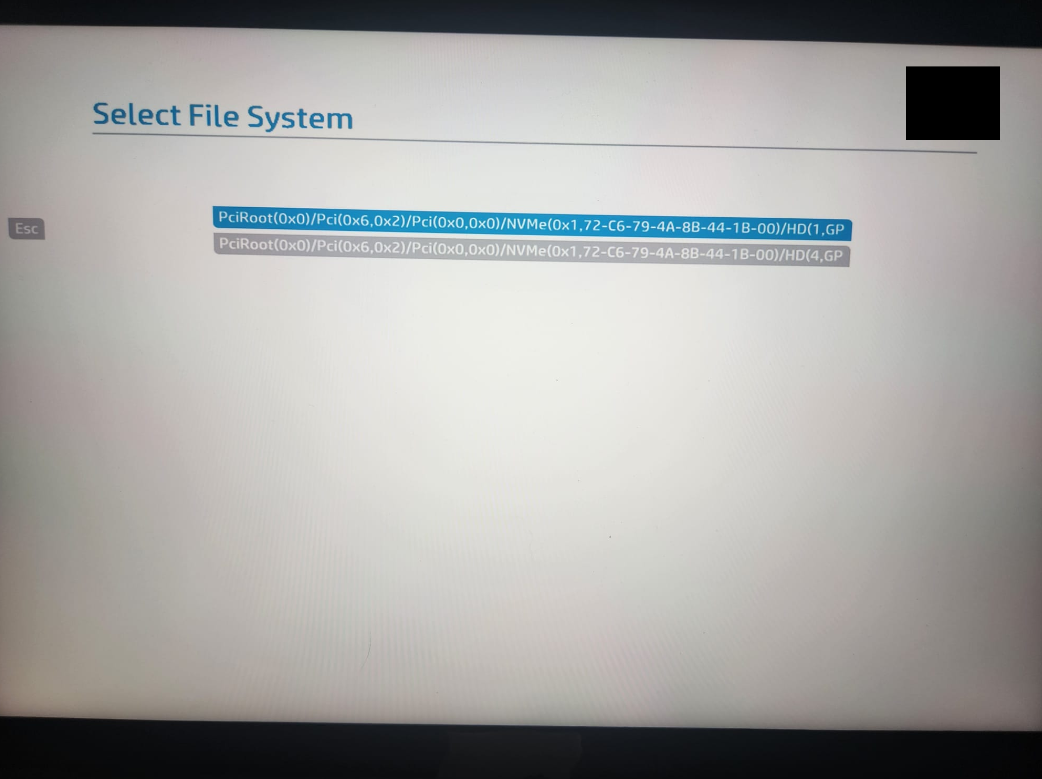 Select File System
Esc
PciRoot(0x0)/Pci(0x6,0x2)/Pci(0x0,0x0)/NVMe(0x1,72-C6-79-4A-8B-44-1B-00)/HD(1,GP
PciRoot(0x0)/Pci(0x6,0x2)/Pci(0x0,0x0)/NVMe(0x1,72-C6-79-4A-8B-44-1B-00)/HD(4,GP